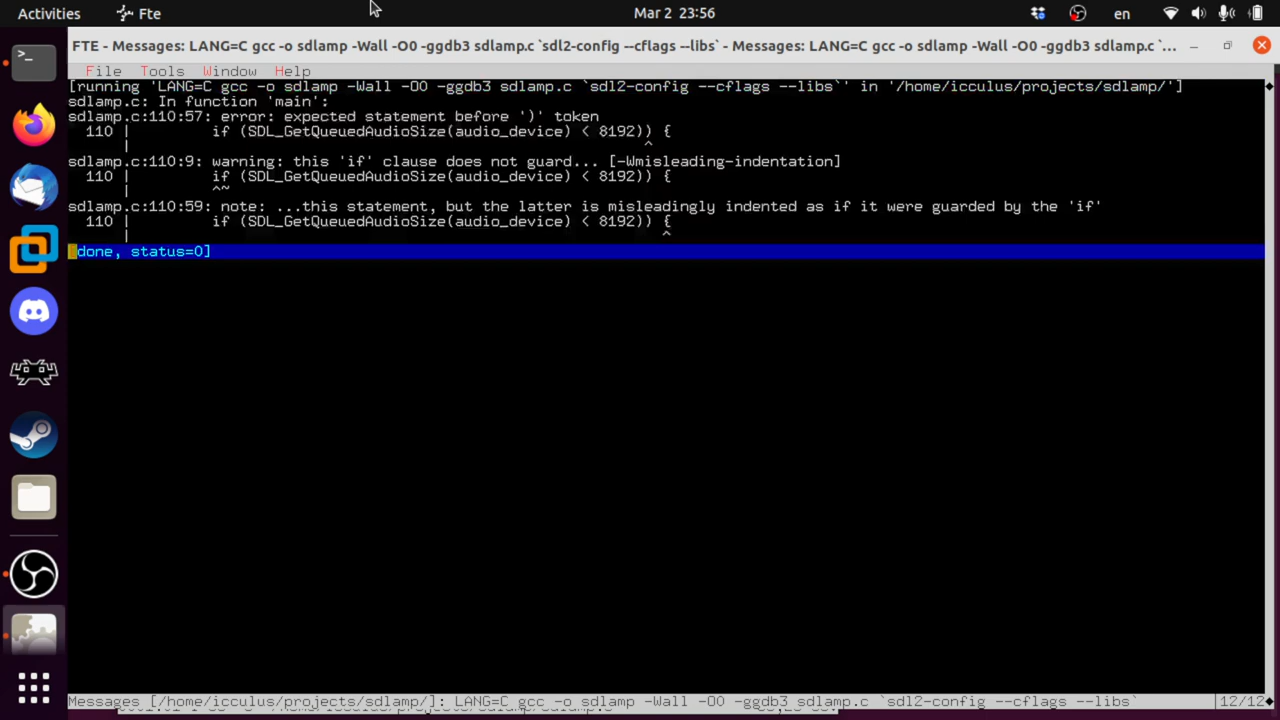 Activities Fte Mar 2 23:56 en
FTE - Messages: LANG=C gcc -o sdlamp -Wall -O0 -ggdb3 sdlamp.c `sdl2-config --cflags --libs` - Messages: LANG=C gcc -o sdlamp -Wall -O0 -ggdb3 sdlamp.c `...
File Tools Window Help
[running 'LANG=C gcc -o sdlamp -Wall -O0 -ggdb3 sdlamp.c `sdl2-config --cflags --libs`' in '/home/icculus/projects/sdlamp/']
sdlamp.c: In function 'main':
sdlamp.c:110:57: error: expected statement before ')' token
  110 |         if (SDL_GetQueuedAudioSize(audio_device) < 8192)) {
      |                                                         ^
sdlamp.c:110:9: warning: this 'if' clause does not guard... [-Wmisleading-indentation]
  110 |         if (SDL_GetQueuedAudioSize(audio_device) < 8192)) {
      |         ^~
sdlamp.c:110:59: note: ...this statement, but the latter is misleadingly indented as if it were guarded by the 'if'
  110 |         if (SDL_GetQueuedAudioSize(audio_device) < 8192)) {
      |                                                           ^
[done, status=0]
Messages [/home/icculus/projects/sdlamp/]: LANG=C gcc -o sdlamp -Wall -O0 -ggdb3 sdlamp.c `sdl2-config --cflags --libs` 12/12